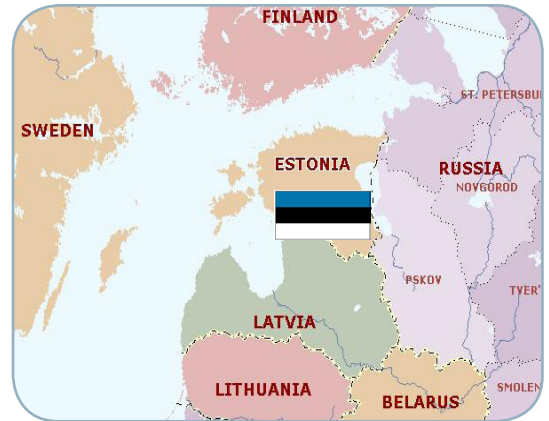 FINLAND
ST. PETERSBU
SWEDEN
ESTONIA
RUSSIA
NOVGOROD
PSKOV
TVER'
LATVIA
LITHUANIA
SMOLEN
BELARUS